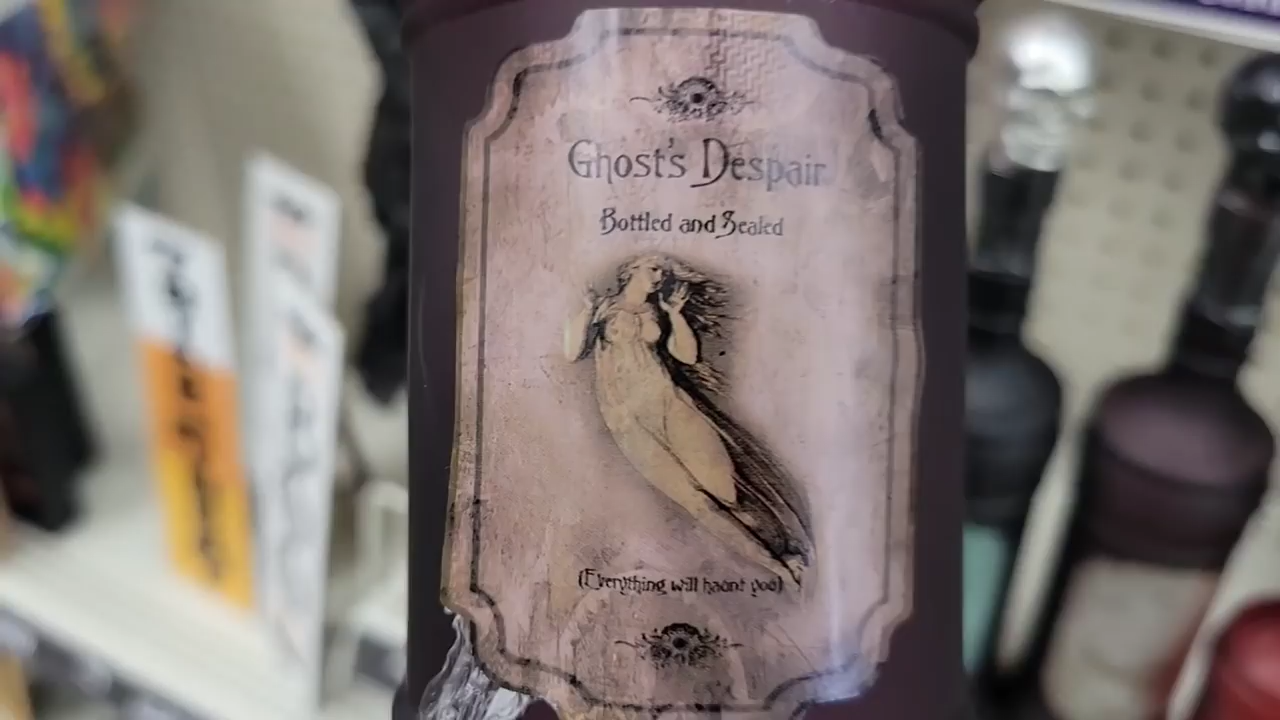 Ghost's Despair
Bottled and Sealed
(Everything will haunt you)